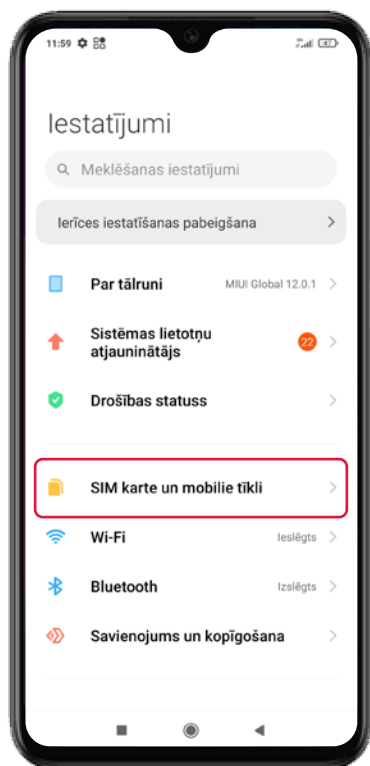 11:59
Iestatījumi
Meklēšanas iestatījumi
Ierīces iestatīšanas pabeigšana
Par tālruni MIUI Global 12.0.1
Sistēmas lietotņu
atjauninātājs
22
Drošības statuss
SIM karte un mobilie tīkli
Wi-Fi Ieslēgts
Bluetooth Izslēgts
Savienojums un kopīgošana